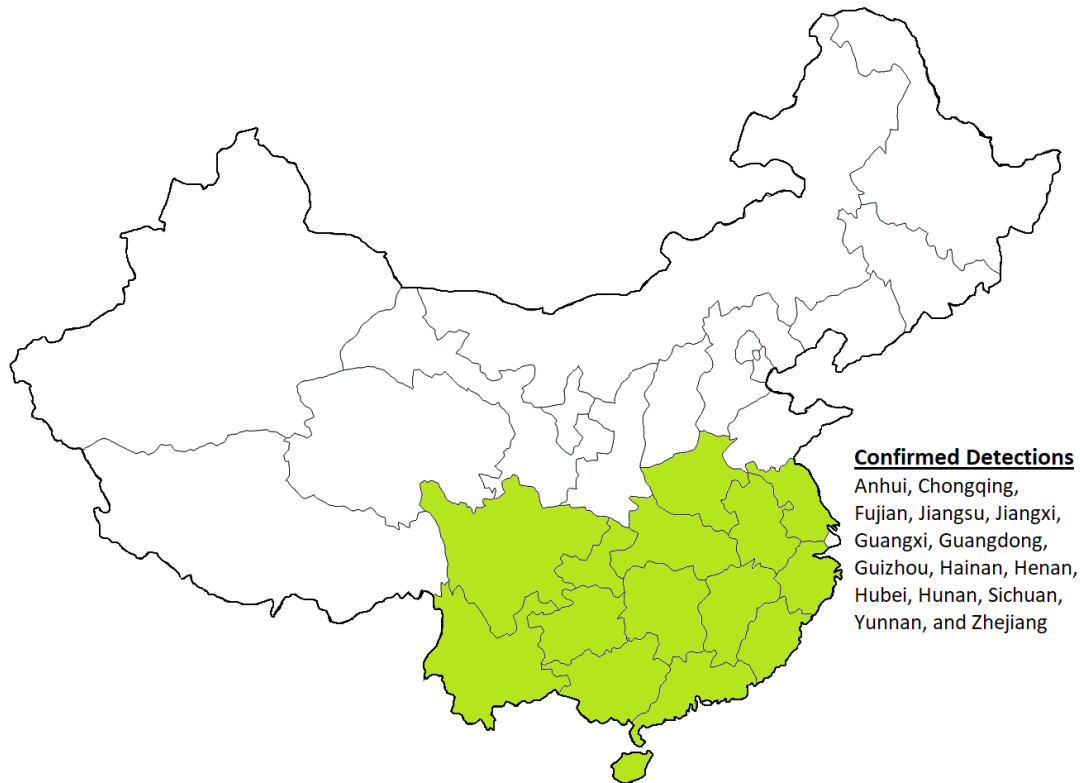 Confirmed Detections
Anhui, Chongqing,
Fujian, Jiangsu, Jiangxi,
Guangxi, Guangdong,
Guizhou, Hainan, Henan,
Hubei, Hunan, Sichuan,
Yunnan, and Zhejiang